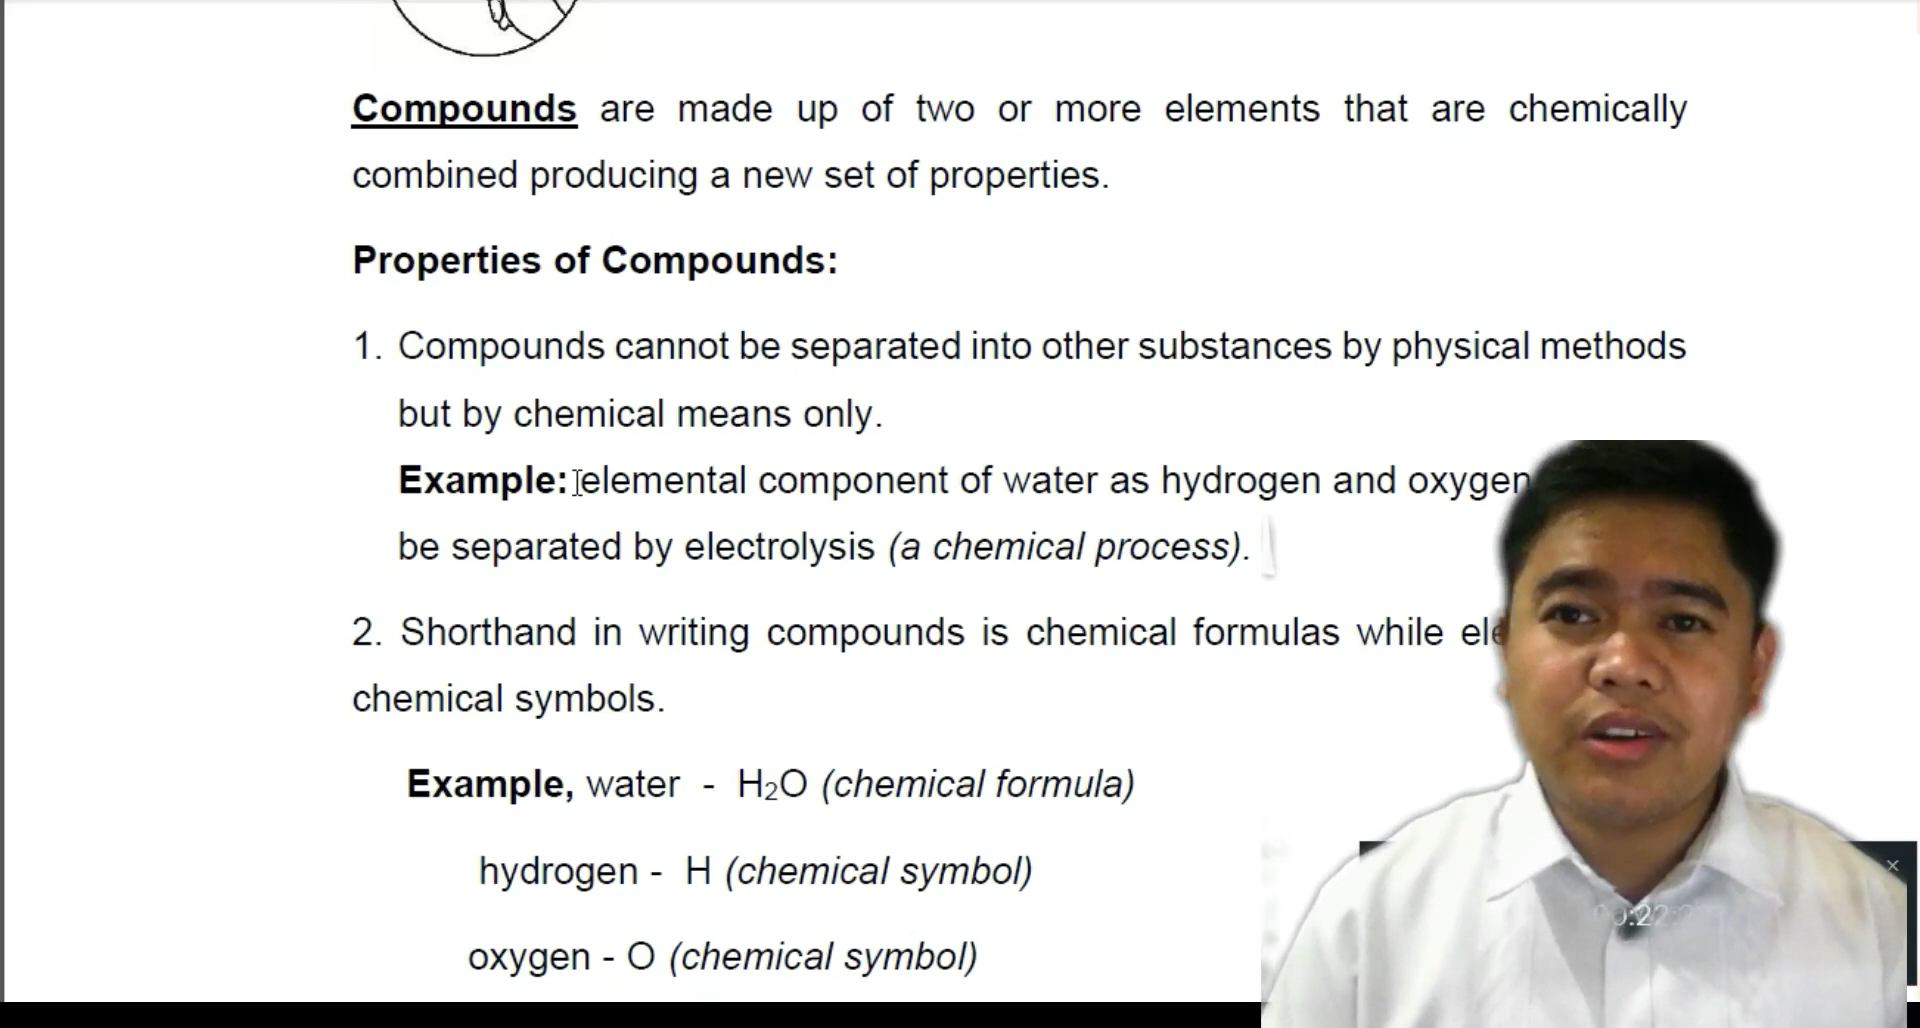 Compounds are made up of two or more elements that are chemically
combined producing a new set of properties.
Properties of Compounds:
1. Compounds cannot be separated into other substances by physical methods
but by chemical means only.
Example: elemental component of water as hydrogen and oxygen
be separated by electrolysis (a chemical process).
2. Shorthand in writing compounds is chemical formulas while
chemical symbols.
Example, water - H₂O (chemical formula)
hydrogen - H (chemical symbol)
oxygen - O (chemical symbol)